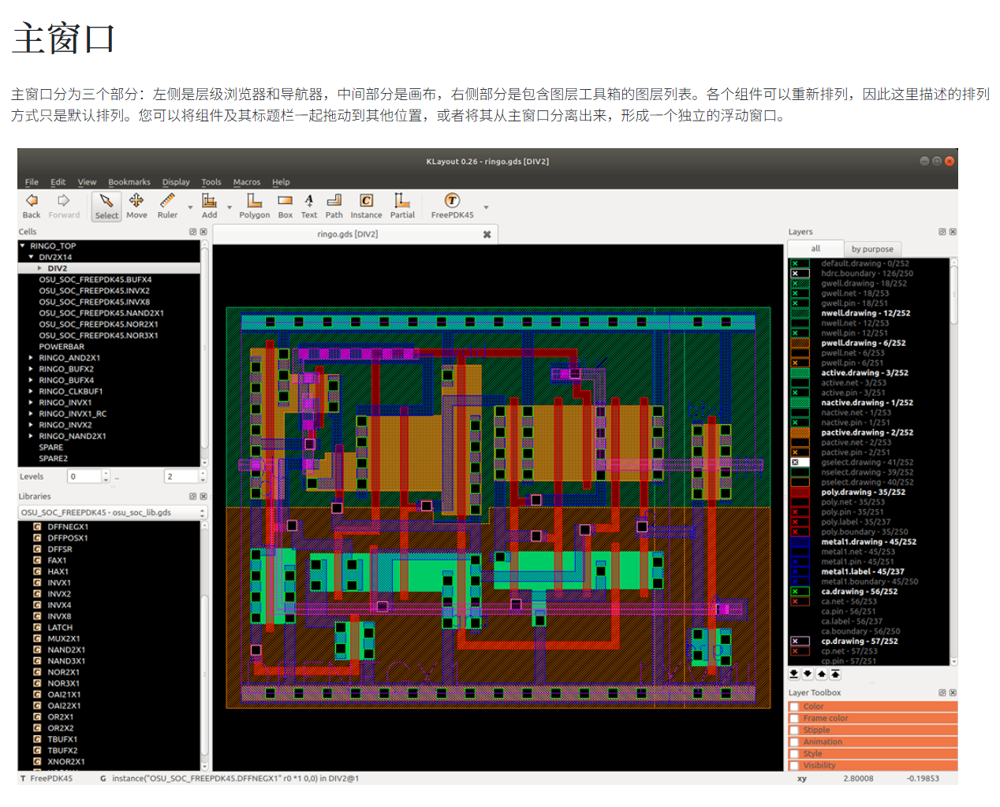 主窗口
主窗口分为三个部分：左侧是层级浏览器和导航器，中间部分是画布，右侧部分是包含图层工具箱的图层列表。各个组件可以重新排列，因此这里描述的排列
方式只是默认排列。您可以将组件及其标题栏一起拖动到其他位置，或者将其从主窗口分离出来，形成一个独立的浮动窗口。
KLayout 0.26 - ringo.gds [DIV2]
File Edit View Bookmarks Display Tools Macros Help
Back Forward Select Move Ruler Add Polygon Box Text Path Instance Partial FreePDK45
Cells
RINGO_TOP
DIV2X14
DIV2
OSU_SOC_FREEPDK45.BUFX4
OSU_SOC_FREEPDK45.INVX2
OSU_SOC_FREEPDK45.INVX8
OSU_SOC_FREEPDK45.NAND2X1
OSU_SOC_FREEPDK45.NOR2X1
OSU_SOC_FREEPDK45.NOR3X1
POWERBAR
RINGO_AND2X1
RINGO_BUFX2
RINGO_BUFX4
RINGO_CLKBUF1
RINGO_INVX1
RINGO_INVX1_RC
RINGO_INVX2
RINGO_NAND2X1
SPARE
SPARE2
Levels 0 .. 2
Libraries
OSU_SOC_FREEPDK45 - osu_soc_lib.gds
DFFNEGX1
DFFPOSX1
DFFSR
FAX1
HAX1
INVX1
INVX2
INVX4
INVX8
LATCH
MUX2X1
NAND2X1
NAND3X1
NOR2X1
NOR3X1
OAI21X1
OAI22X1
OR2X1
OR2X2
TBUFX1
TBUFX2
XNOR2X1
ringo.gds [DIV2]
Layers
all by purpose
default.drawing - 0/252
hdrc.boundary - 126/250
gwell.drawing - 18/252
gwell.net - 18/253
gwell.pin - 18/251
nwell.drawing - 12/252
nwell.net - 12/253
nwell.pin - 12/251
pwell.drawing - 6/252
pwell.net - 6/253
pwell.pin - 6/251
active.drawing - 3/252
active.net - 3/253
active.pin - 3/251
nactive.drawing - 1/252
nactive.net - 1/253
nactive.pin - 1/251
pactive.drawing - 2/252
pactive.net - 2/253
pactive.pin - 2/251
gselect.drawing - 41/252
nselect.drawing - 39/252
pselect.drawing - 40/252
poly.drawing - 35/252
poly.net - 35/253
poly.pin - 35/251
poly.label - 35/237
poly.boundary - 35/250
metal1.drawing - 45/252
metal1.net - 45/253
metal1.pin - 45/251
metal1.label - 45/237
metal1.boundary - 45/250
ca.drawing - 56/252
ca.net - 56/253
ca.pin - 56/251
ca.label - 56/237
ca.boundary - 56/250
cp.drawing - 57/252
cp.net - 57/253
cp.pin - 57/251
Layer Toolbox
Color
Frame color
Stipple
Animation
Style
Visibility
T FreePDK45 G instance("OSU_SOC_FREEPDK45.DFFNEGX1" r0 *1 0,0) in DIV2@1 xy 2.80008 -0.19853